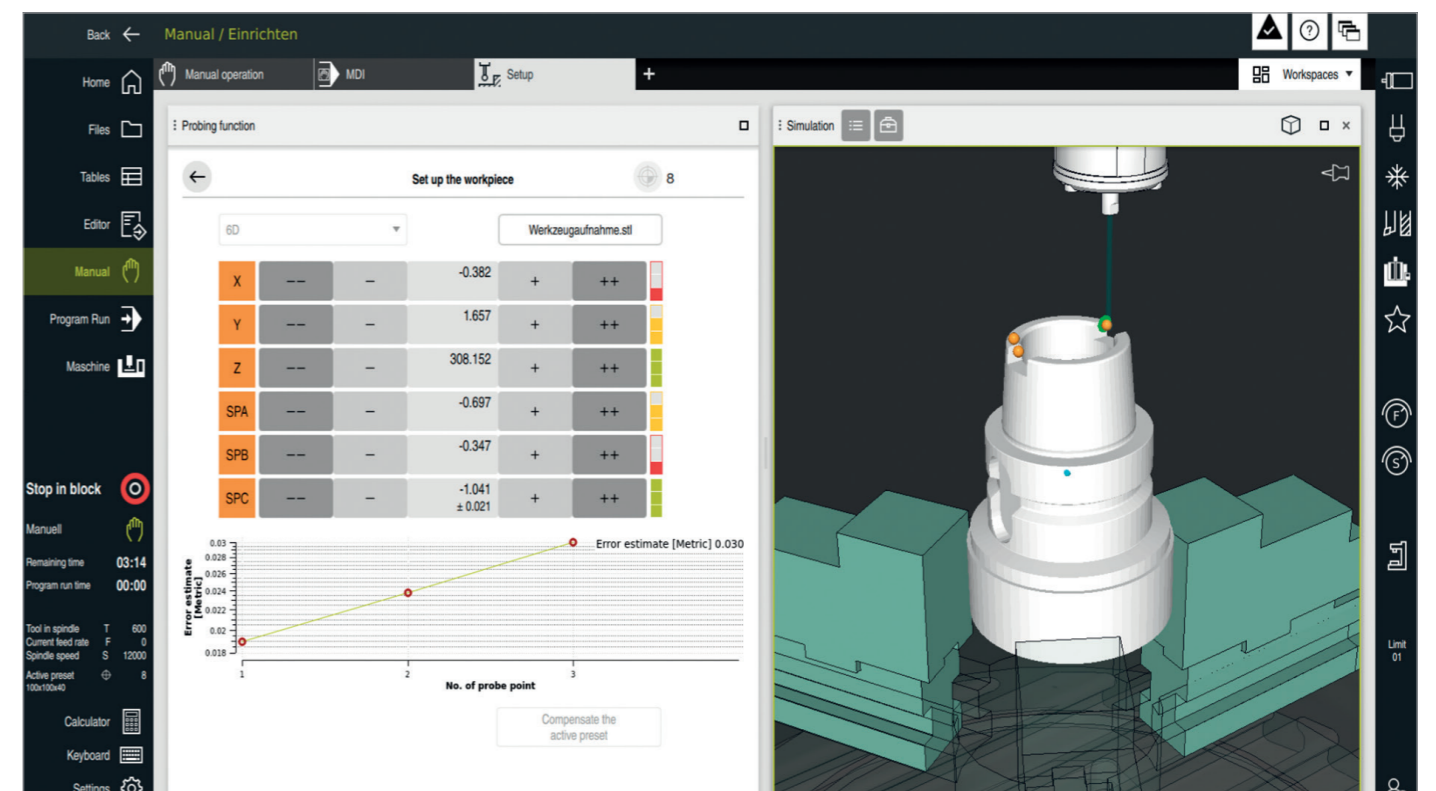 Back
Manual / Einrichten
Home
Manual operation
MDI
Setup
+
Workspaces
Files
Probing function
Simulation
Tables
Set up the workpiece
8
Editor
6D
Werkzeugaufnahme.stl
Manual
X -- - -0.382 + ++
Program Run
Y -- - 1.657 + ++
Maschine
Z -- - 308.152 + ++
SPA -- - -0.697 + ++
SPB -- - -0.347 + ++
SPC -- - -1.041 + ++
± 0.021
F
S
Stop in block
Manuell
Remaining time 03:14
Program run time 00:00
Tool in spindle T 600
Current feed rate F 0
Spindle speed S 12000
Active preset 8
100x100x40
Calculator
Keyboard
Settings
Error estimate [Metric] 0.030
Error estimate
[Metric]
0.03
0.028
0.026
0.024
0.022
0.02
0.018
1 2 3
No. of probe point
Compensate the
active preset
Limit
01